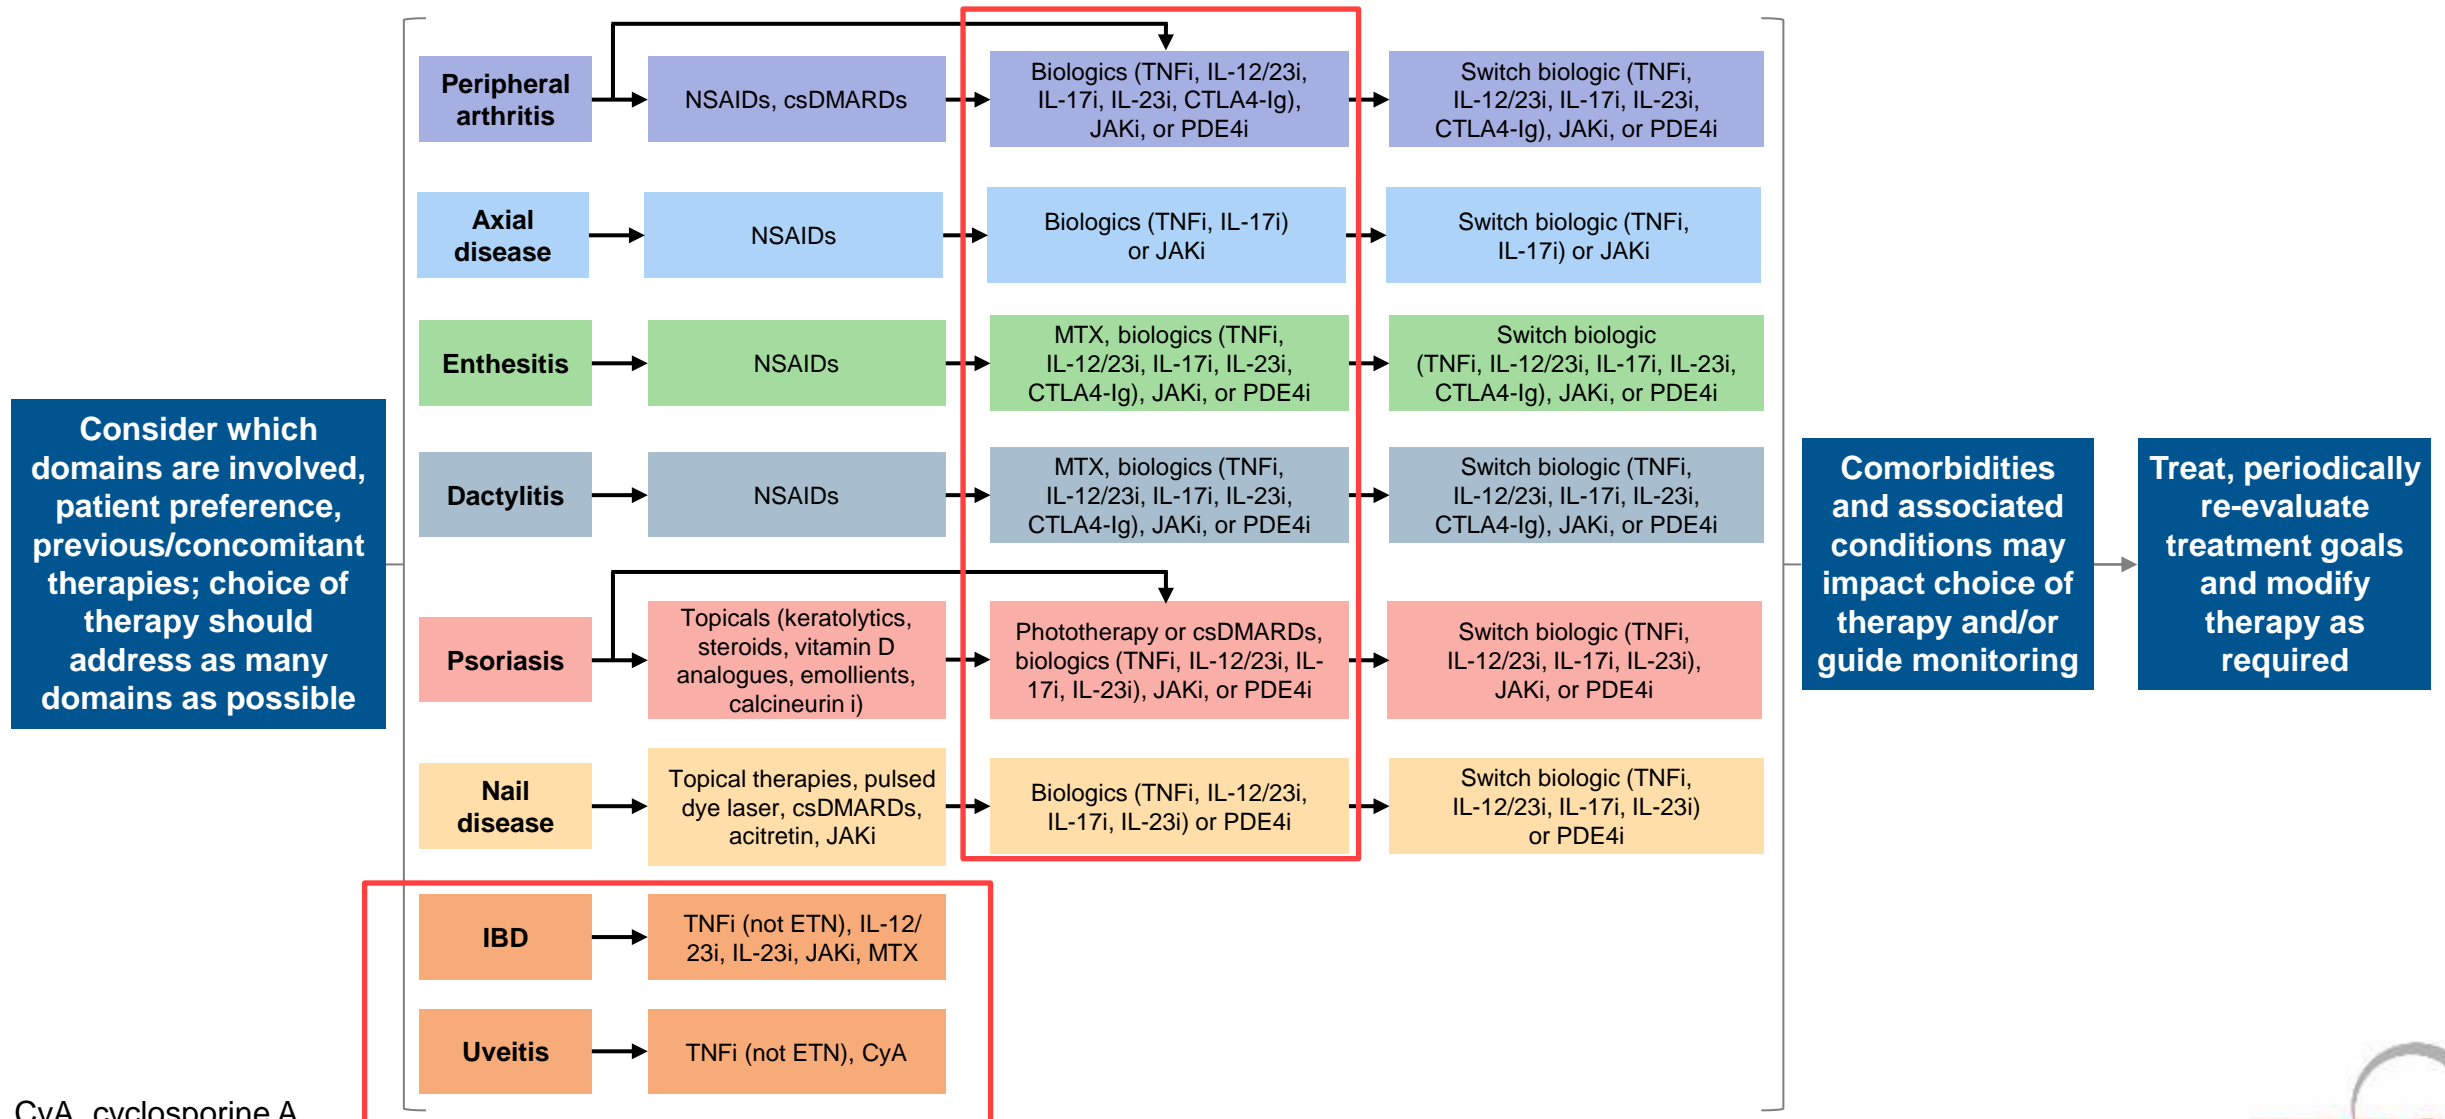 Consider which
domains are involved,
patient preference,
previous/concomitant
therapies; choice of
therapy should
address as many
domains as possible
Peripheral
arthritis
NSAIDs, csDMARDs
Biologics (TNFi, IL-12/23i,
IL-17i, IL-23i, CTLA4-Ig),
JAKi, or PDE4i
Switch biologic (TNFi,
IL-12/23i, IL-17i, IL-23i,
CTLA4-Ig), JAKi, or PDE4i
Axial
disease
NSAIDs
Biologics (TNFi, IL-17i)
or JAKi
Switch biologic (TNFi,
IL-17i) or JAKi
Enthesitis
NSAIDs
MTX, biologics (TNFi,
IL-12/23i, IL-17i, IL-23i,
CTLA4-Ig), JAKi, or PDE4i
Switch biologic
(TNFi, IL-12/23i, IL-17i, IL-23i,
CTLA4-Ig), JAKi, or PDE4i
Dactylitis
NSAIDs
MTX, biologics (TNFi,
IL-12/23i, IL-17i, IL-23i,
CTLA4-Ig), JAKi, or PDE4i
Switch biologic (TNFi,
IL-12/23i, IL-17i, IL-23i,
CTLA4-Ig), JAKi, or PDE4i
Psoriasis
Topicals (keratolytics,
steroids, vitamin D
analogues, emollients,
calcineurin i)
Phototherapy or csDMARDs,
biologics (TNFi, IL-12/23i, IL-
17i, IL-23i), JAKi, or PDE4i
Switch biologic (TNFi,
IL-12/23i, IL-17i, IL-23i),
JAKi, or PDE4i
Nail
disease
Topical therapies, pulsed
dye laser, csDMARDs,
acitretin, JAKi
Biologics (TNFi, IL-12/23i,
IL-17i, IL-23i) or PDE4i
Switch biologic (TNFi,
IL-12/23i, IL-17i, IL-23i)
or PDE4i
IBD
TNFi (not ETN), IL-12/
23i, IL-23i, JAKi, MTX
Uveitis
TNFi (not ETN), CyA
Comorbidities
and associated
conditions may
impact choice of
therapy and/or
guide monitoring
Treat, periodically
re-evaluate
treatment goals
and modify
therapy as
required
CyA, cyclosporine A